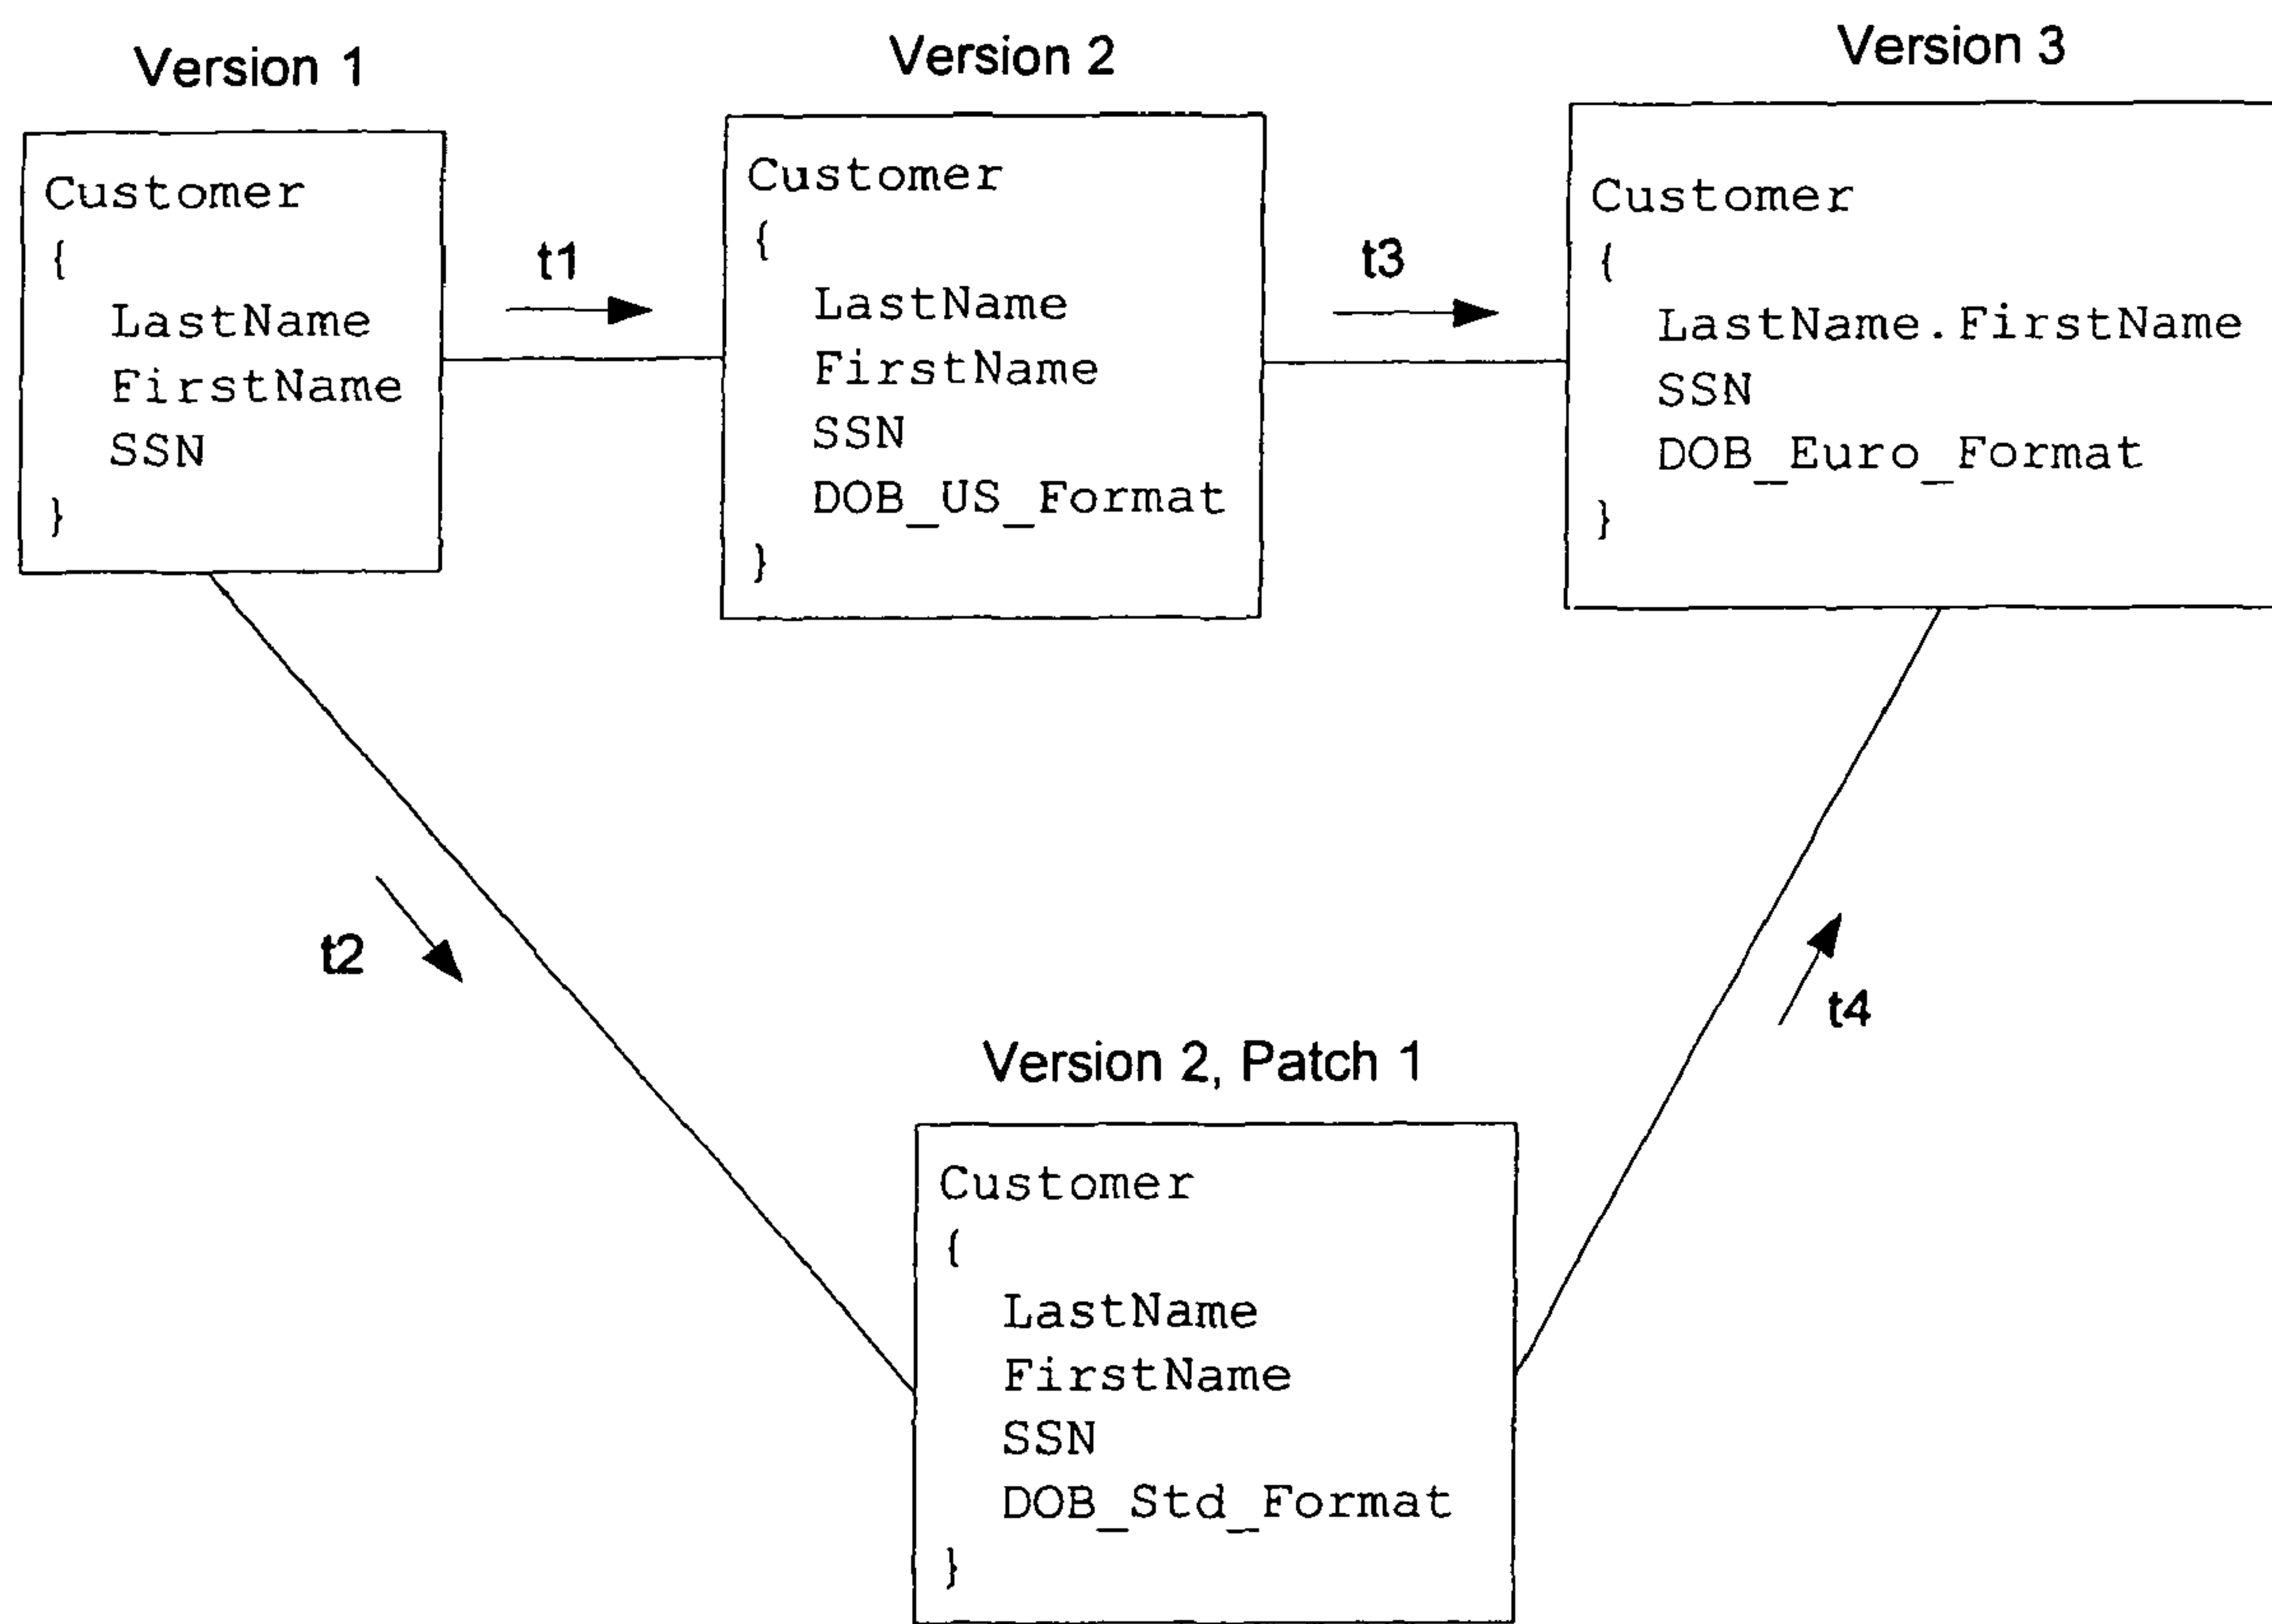 Version 1
Customer
{
LastName
FirstName
SSN
}
t1
Version 2
Customer
{
LastName
FirstName
SSN
DOB_US_Format
}
t3
Version 3
Customer
{
LastName.FirstName
SSN
DOB_Euro_Format
}
t2
t4
Version 2, Patch 1
Customer
{
LastName
FirstName
SSN
DOB_Std_Format
}